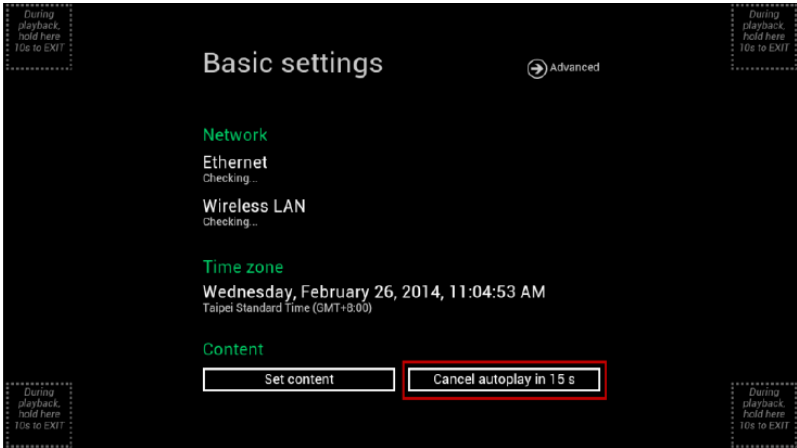 During
playback,
hold here
10s to EXIT
During
playback,
hold here
10s to EXIT
Basic settings
Advanced
Network
Ethernet
Checking...
Wireless LAN
Checking...
Time zone
Wednesday, February 26, 2014, 11:04:53 AM
Taipei Standard Time (GMT+8:00)
Content
Set content
Cancel autoplay in 15 s
During
playback,
hold here
10s to EXIT
During
playback,
hold here
10s to EXIT